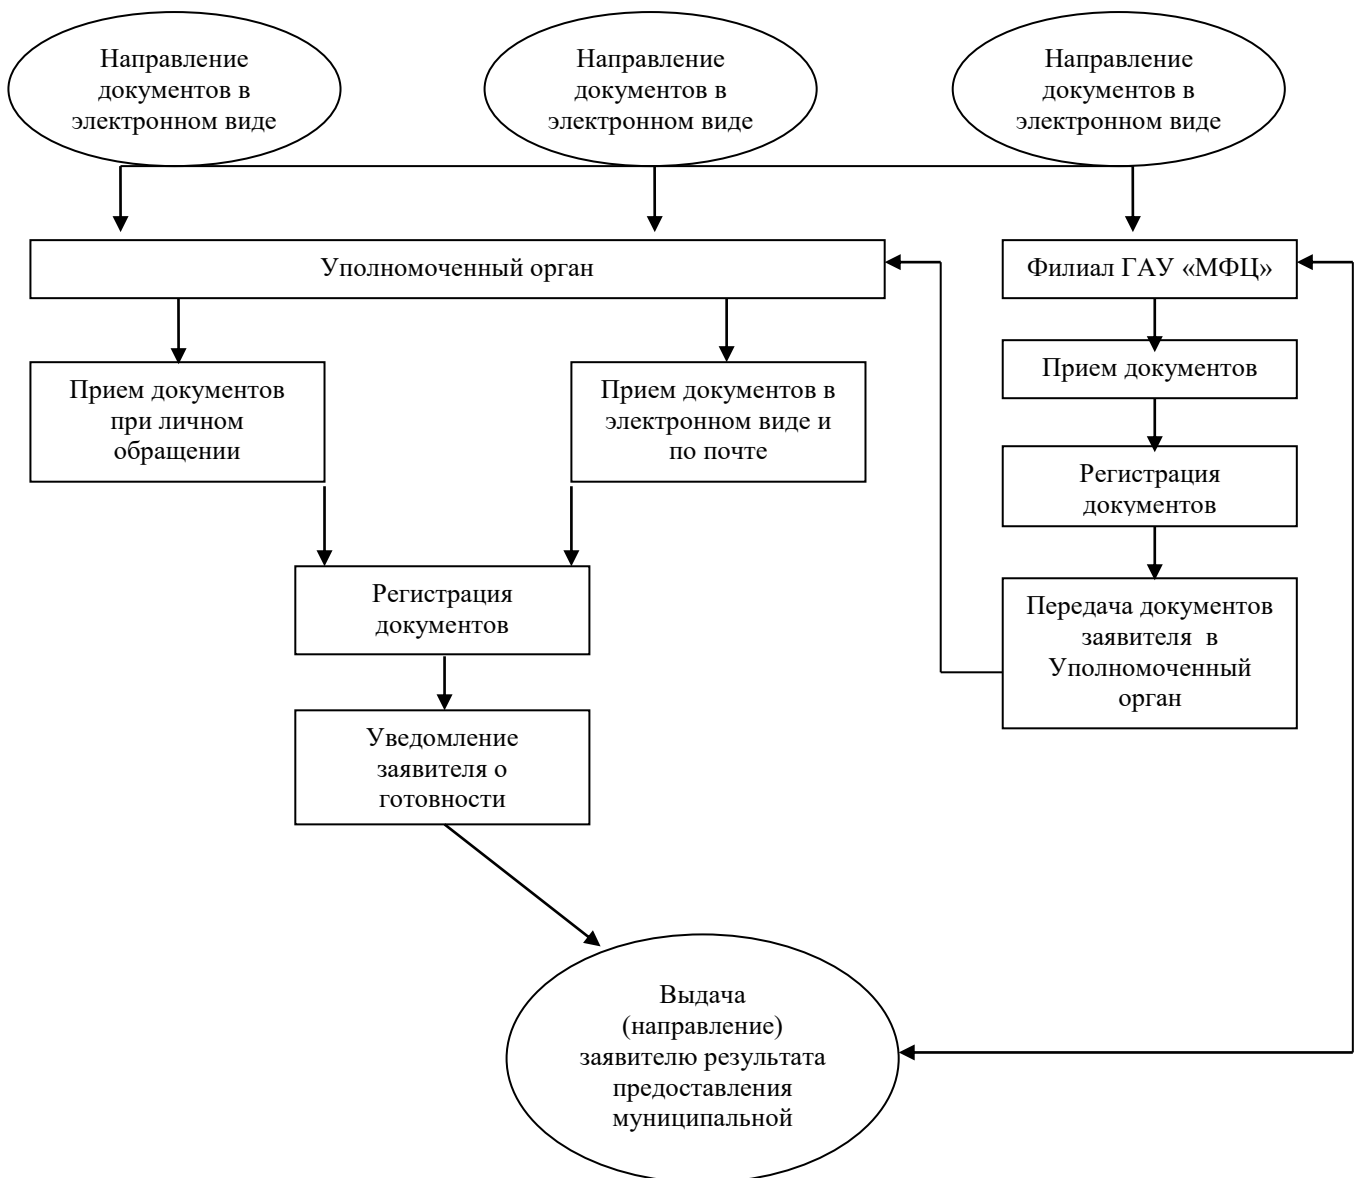 Направление
документов в
электронном виде
Направление
документов в
электронном виде
Направление
документов в
электронном виде
Уполномоченный орган
Филиал ГАУ «МФЦ»
Прием документов
при личном
обращении
Прием документов в
электронном виде и
по почте
Прием документов
Регистрация
документов
Регистрация
документов
Передача документов
заявителя в
Уполномоченный
орган
Уведомление
заявителя о
готовности
Выдача
(направление)
заявителю результата
предоставления
муниципальной